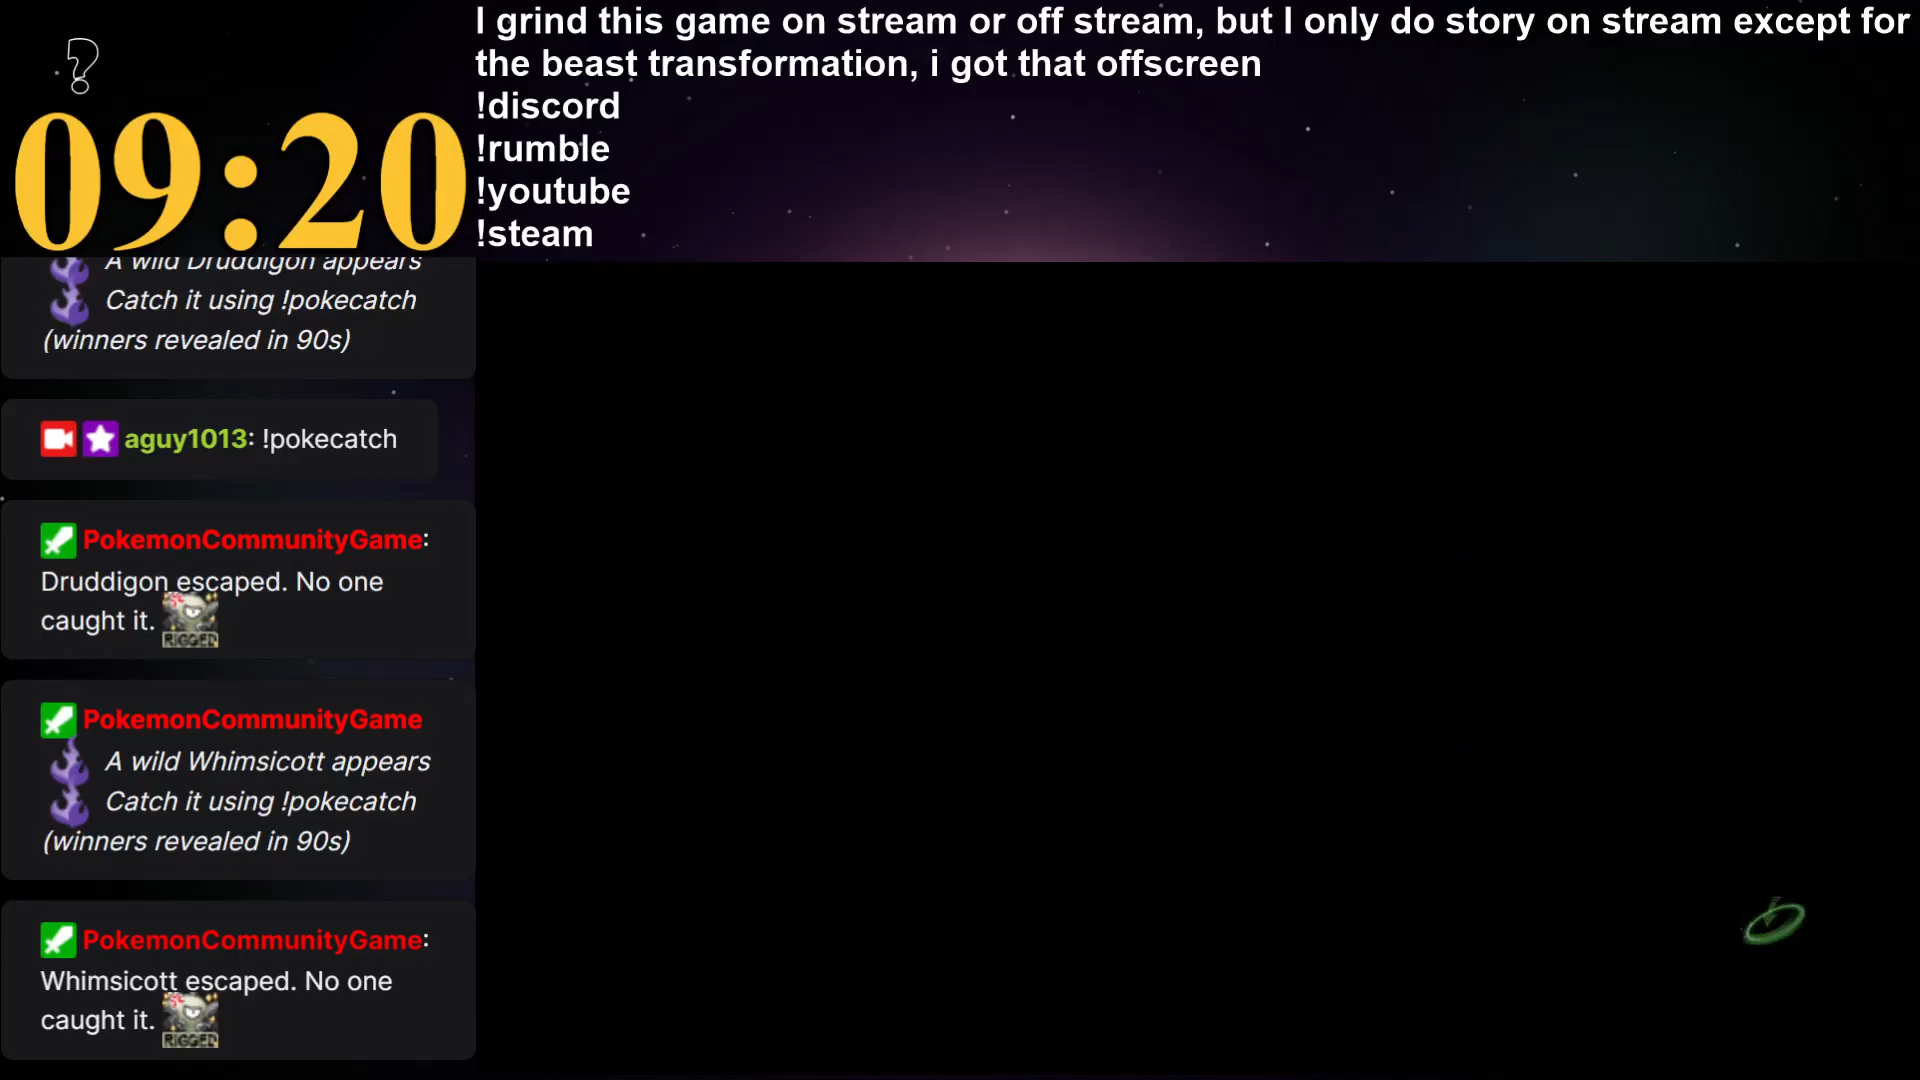 I grind this game on stream or off stream, but I only do story on stream except for
the beast transformation, i got that offscreen
!discord
!rumble
!youtube
!steam
?
09:20
A wild Druddigon appears
Catch it using !pokecatch
(winners revealed in 90s)
aguy1013: !pokecatch
PokemonCommunityGame:
Druddigon escaped. No one
caught it. RIGGED
PokemonCommunityGame
A wild Whimsicott appears
Catch it using !pokecatch
(winners revealed in 90s)
PokemonCommunityGame:
Whimsicott escaped. No one
caught it. RIGGED